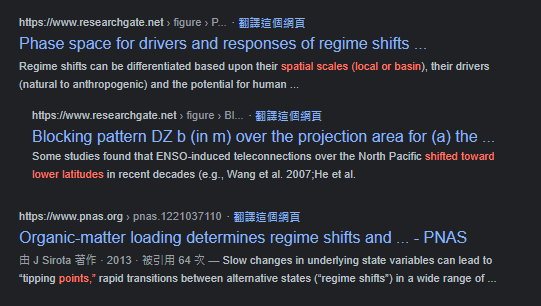 https://www.researchgate.net › figure › P... · 翻譯這個網頁
Phase space for drivers and responses of regime shifts ...
Regime shifts can be differentiated based upon their spatial scales (local or basin), their drivers
(natural to anthropogenic) and the potential for human ...
https://www.researchgate.net › figure › Bl... · 翻譯這個網頁
Blocking pattern DZ b (in m) over the projection area for (a) the ...
Some studies found that ENSO-induced teleconnections over the North Pacific shifted toward
lower latitudes in recent decades (e.g., Wang et al. 2007;He et al.
https://www.pnas.org › pnas.1221037110 · 翻譯這個網頁
Organic-matter loading determines regime shifts and ... - PNAS
由 J Sirota 著作 · 2013 · 被引用 64 次 — Slow changes in underlying state variables can lead to
“tipping points,” rapid transitions between alternative states (“regime shifts”) in a wide range of ...